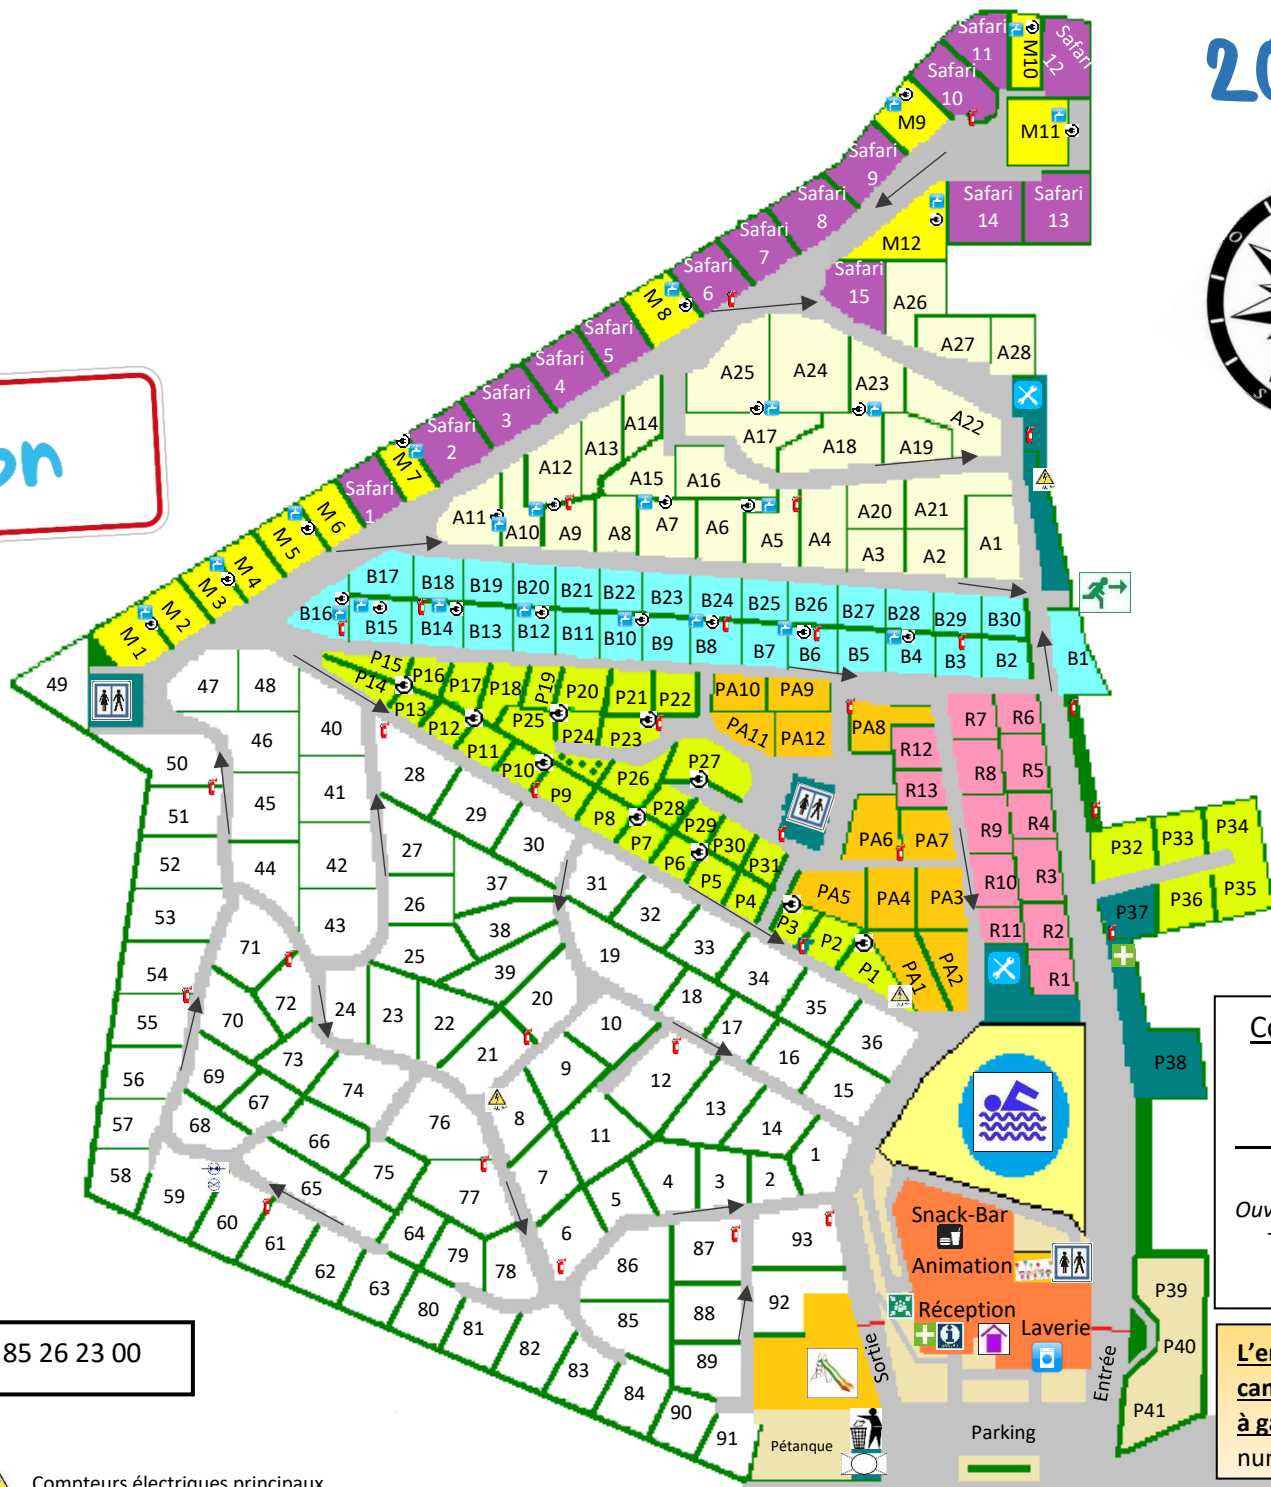 Safari
11
M10
Safari
12
20
Safari
10
M9
M11
Safari
9
Safari
8
Safari
14
Safari
13
O
Safari
7
M12
Safari
6
Safari
15
A26
M 8
Safari
5
A27
A28
Safari
4
A25
A24
A23
S
Safari
3
A14
A22
Safari
2
A13
A17
A18
A19
on
M 7
A12
A15
A16
Safari
1
M 6
A11
A10
A9
A8
A7
A6
A5
A4
A20
A21
A1
M 5
A3
A2
M 4
M 3
B17
B18
B19
B20
B21
B22
B23
B24
B25
B26
B27
B28
B29
B30
M 2
B16
B15
B14
B13
B12
B11
B10
B9
B8
B7
B6
B5
B4
B3
B2
B1
M 1
49
47
48
P15
P14
P16
P17
P18
P19
P20
P21
P22
PA10
PA9
P13
P12
P25
P24
P23
PA11
PA12
PA8
R7
R6
46
40
P11
P10
R12
50
28
P26
P27
R8
R5
45
41
P9
R13
51
29
P8
P28
P29
PA6
PA7
R9
R4
P32
P33
P34
52
44
42
27
30
P7
P30
P31
37
31
P6
P5
P4
PA5
PA4
PA3
R10
R3
P36
P35
53
43
26
32
P3
P2
R11
R2
P37
71
25
38
19
33
P1
PA1
PA2
54
39
34
R1
72
24
23
22
20
18
35
55
70
10
17
36
Co
73
21
9
16
P38
56
69
74
12
15
57
67
76
8
13
68
66
11
14
58
75
7
1
59
65
77
5
4
3
2
60
64
6
Snack-Bar
Ouv
61
79
78
87
93
Animation
62
86
63
80
92
Réception
P39
81
85
88
Laverie
85 26 23 00
82
89
Sortie
Entrée
P40
L'e
83
can
84
90
P41
à ga
91
Pétanque
Parking
nu
Compteurs électriques principaux